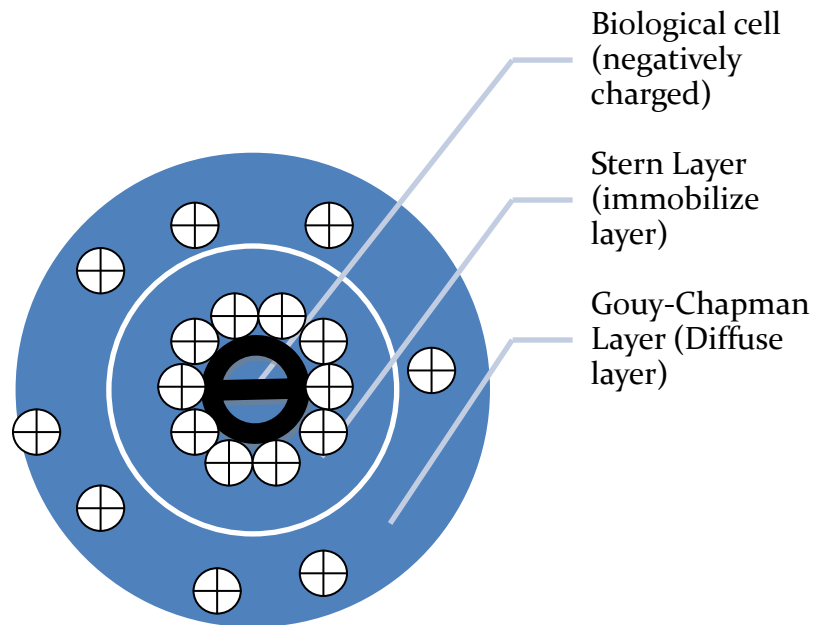 Biological cell
(negatively
charged)
Stern Layer
(immobilize
layer)
Gouy-Chapman
Layer (Diffuse
layer)